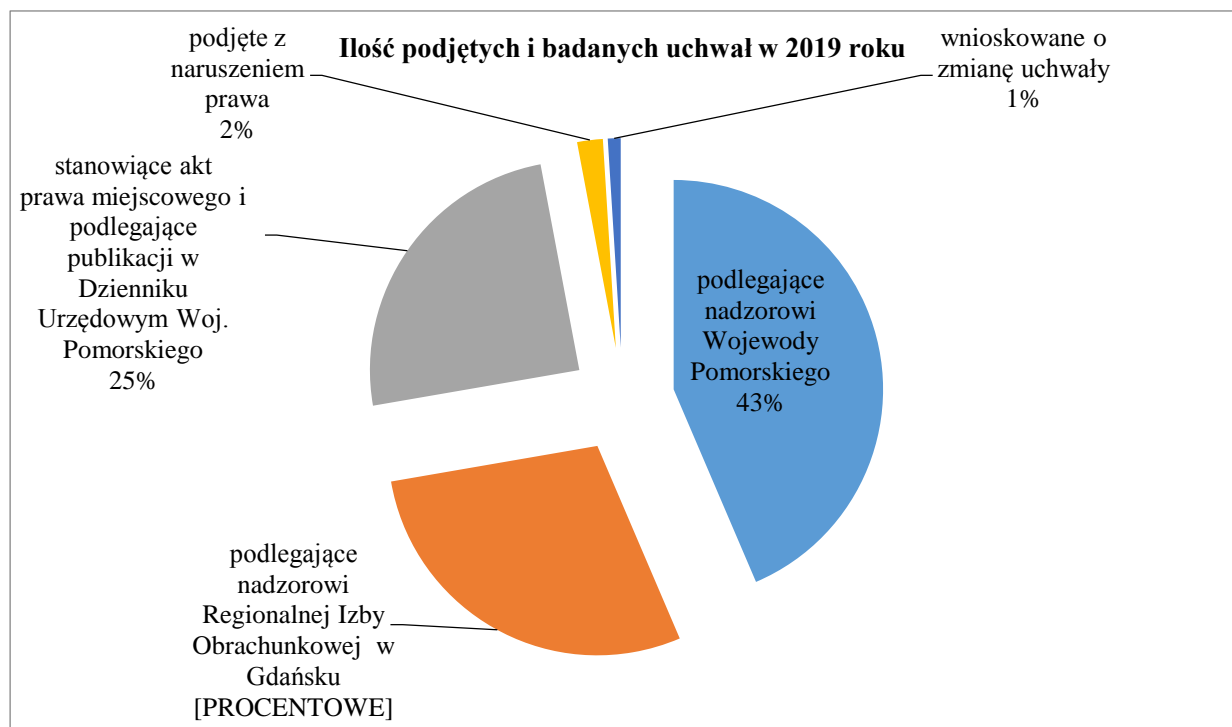 Ilość podjętych i badanych uchwał w 2019 roku
podjęte z
naruszeniem
prawa
2%
wnioskowane o
zmianę uchwały
1%
stanowiące akt
prawa miejscowego i
podlegające
publikacji w
Dzienniku
Urzędowym Woj.
Pomorskiego
25%
podlegające
nadzorowi
Wojewody
Pomorskiego
43%
podlegające
nadzorowi
Regionalnej Izby
Obrachunkowej w
Gdańsku
[PROCENTOWE]